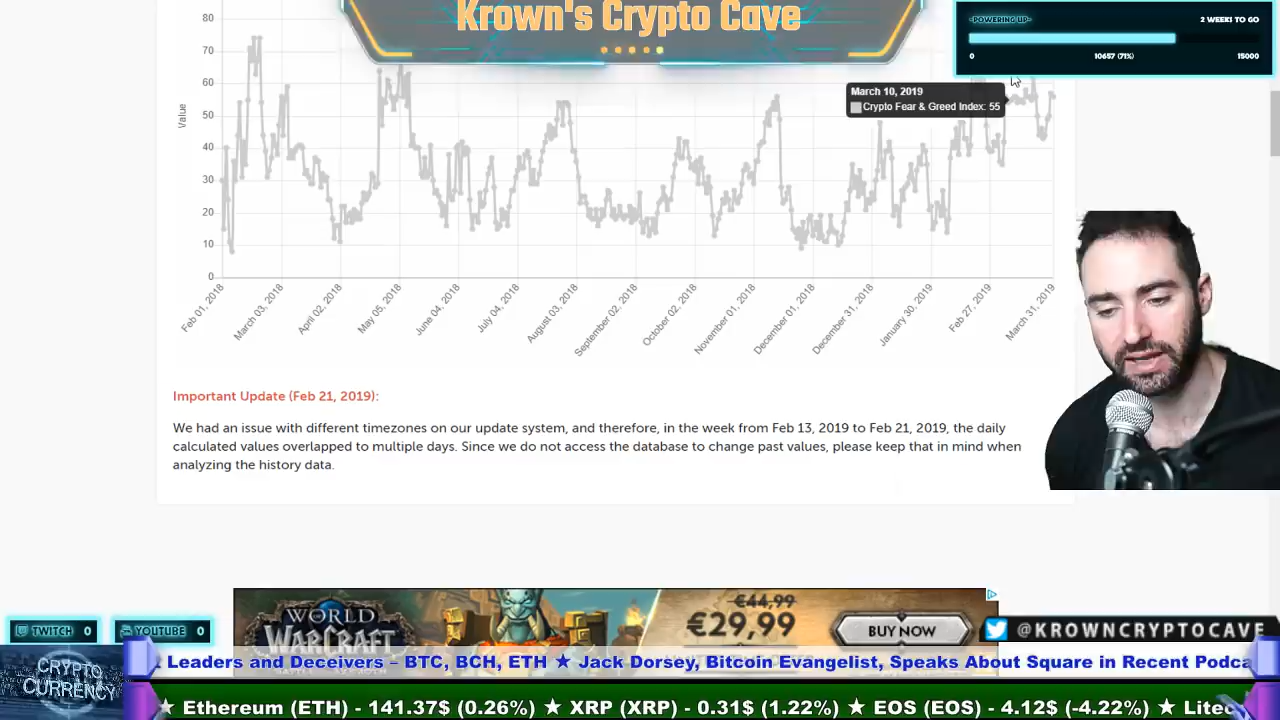 Krown's Crypto Cave
-POWERING UP-
2 WEEKI TO GO
0
10657 (71%)
15000
80
70
60
50
40
30
20
10
0
Value
March 10, 2019
Crypto Fear & Greed Index: 55
Feb 01, 2018
March 03, 2018
April 02, 2018
May 05, 2018
June 04, 2018
July 04, 2018
August 03, 2018
September 02, 2018
October 02, 2018
November 01, 2018
December 01, 2018
December 31, 2018
January 30, 2019
Feb 27, 2019
March 31, 2019
Important Update (Feb 21, 2019):
We had an issue with different timezones on our update system, and therefore, in the week from Feb 13, 2019 to Feb 21, 2019, the daily
calculated values overlapped to multiple days. Since we do not access the database to change past values, please keep that in mind when
analyzing the history data.
WORLD
WARCRAFT
€44,99
€29,99
BUY NOW
TWITCH 0
YOUTUBE 0
@KROWNCRYPTOCAVE
CRYPTO
CURRENCY
Leaders and Deceivers – BTC, BCH, ETH ★ Jack Dorsey, Bitcoin Evangelist, Speaks About Square in Recent Podca
★ Ethereum (ETH) - 141.37$ (0.26%) ★ XRP (XRP) - 0.31$ (1.22%) ★ EOS (EOS) - 4.12$ (-4.22%) ★ Litec